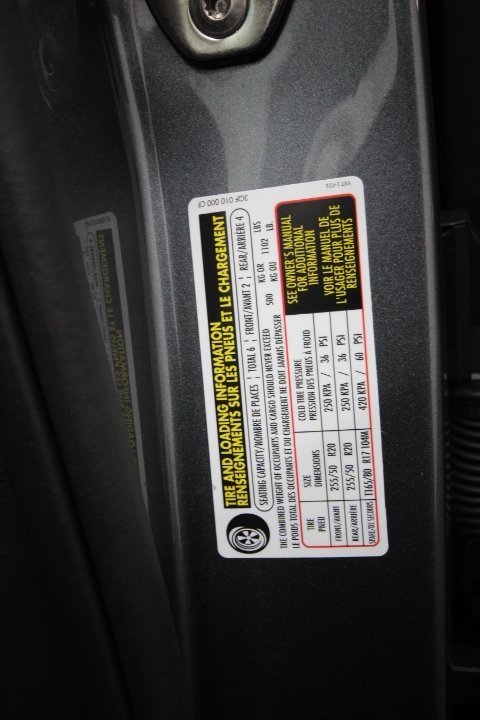 TIRE AND LOADING INFORMATION
RENSEIGNEMENTS SUR LES PNEUS ET LE CHARGEMENT
SEATING CAPACITY/NOMBRE DE PLACES TOTAL 6 FRONT/AVANT 2 REAR/ARRIÈRE 4
THE COMBINED WEIGHT OF OCCUPANTS AND CARGO SHOULD NEVER EXCEED 500 KG OR 1102 LBS
LE POIDS TOTAL DES OCCUPANTS ET DU CHARGEMENT NE DOIT JAMAIS DÉPASSER KG OU LB.
TIRE SIZE COLD TIRE PRESSURE
PNEU DIMENSIONS PRESSION DES PNEUS À FROID
FRONT/AVANT 255/50 R20 250 KPA / 36 PSI
REAR/ARRIÈRE 255/50 R20 250 KPA / 36 PSI
SPARE/DE SECOURS T165/80 R17 104M 420 KPA / 60 PSI
SEE OWNER'S MANUAL
FOR ADDITIONAL
INFORMATION
VOIR LE MANUEL DE
L'USAGER POUR PLUS DE
RENSEIGNEMENTS
3QF 010 000 CF